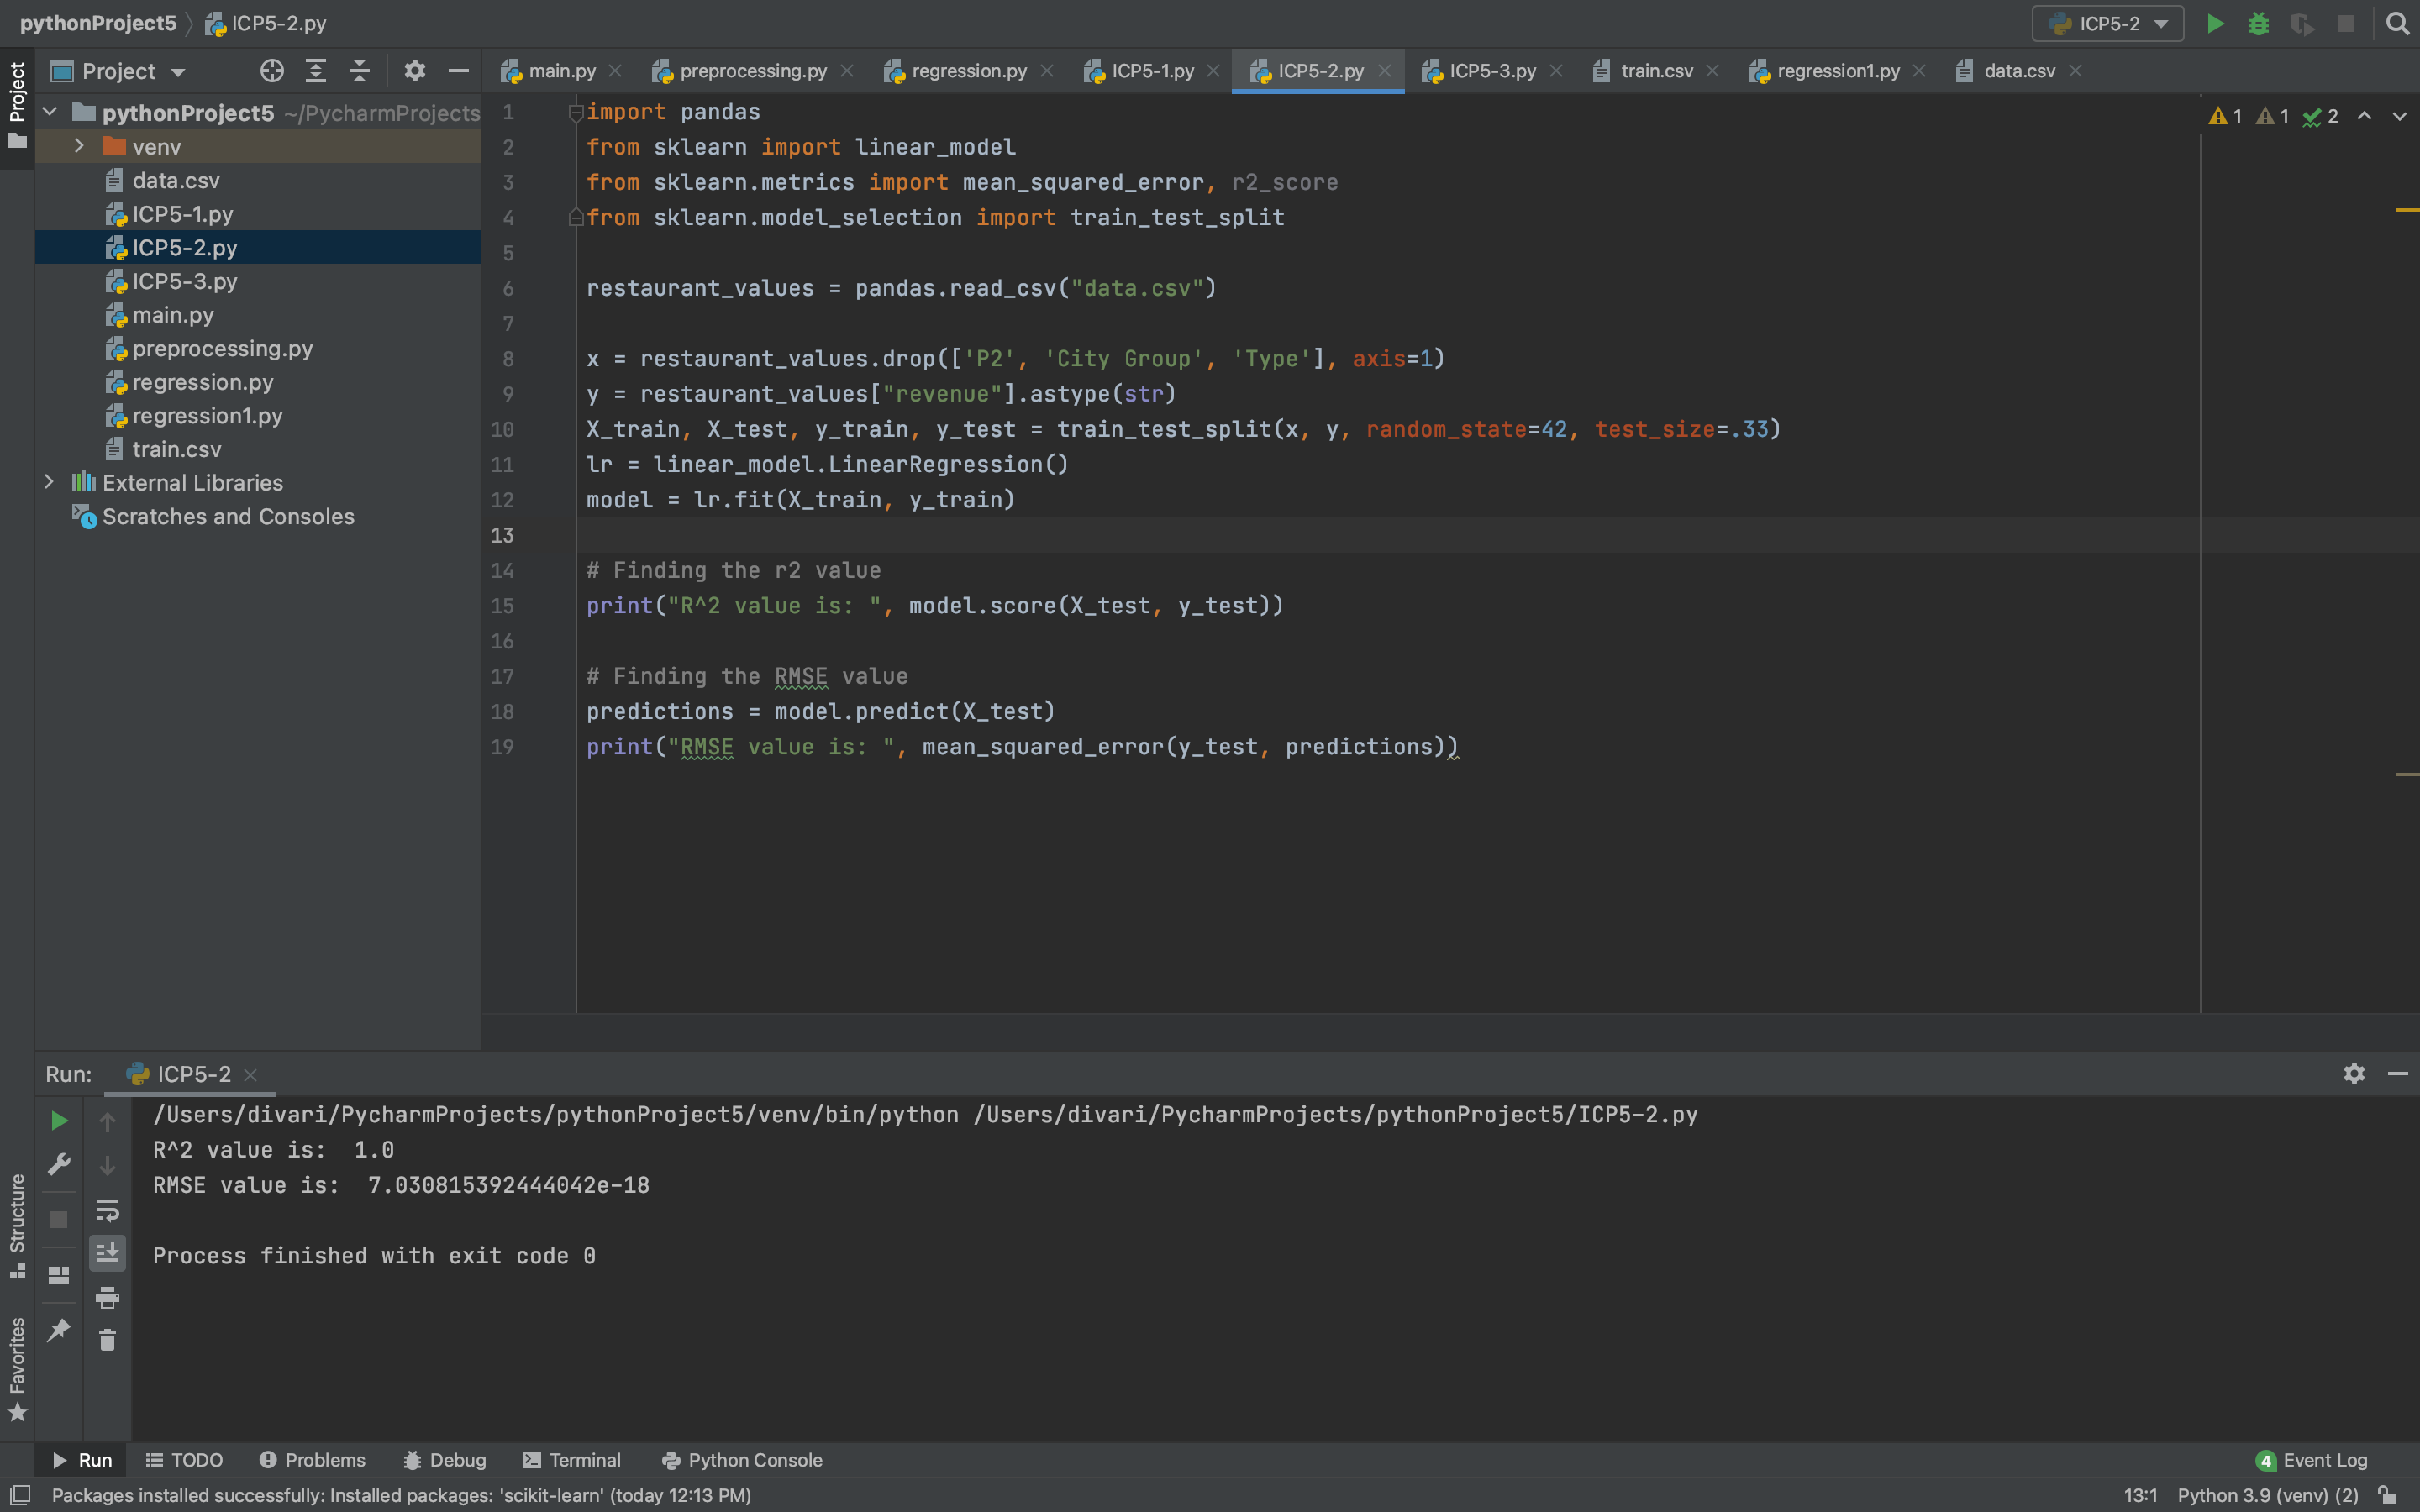 pythonProject5 ICP5-2.py ICP5-2
Project
Project
main.py preprocessing.py regression.py ICP5-1.py ICP5-2.py ICP5-3.py train.csv regression1.py data.csv
pythonProject5 ~/PycharmProjects
venv
data.csv
ICP5-1.py
ICP5-2.py
ICP5-3.py
main.py
preprocessing.py
regression.py
regression1.py
train.csv
External Libraries
Scratches and Consoles
1 import pandas
2 from sklearn import linear_model
3 from sklearn.metrics import mean_squared_error, r2_score
4 from sklearn.model_selection import train_test_split
5
6 restaurant_values = pandas.read_csv("data.csv")
7
8 x = restaurant_values.drop(['P2', 'City Group', 'Type'], axis=1)
9 y = restaurant_values["revenue"].astype(str)
10 X_train, X_test, y_train, y_test = train_test_split(x, y, random_state=42, test_size=.33)
11 lr = linear_model.LinearRegression()
12 model = lr.fit(X_train, y_train)
13
14 # Finding the r2 value
15 print("R^2 value is: ", model.score(X_test, y_test))
16
17 # Finding the RMSE value
18 predictions = model.predict(X_test)
19 print("RMSE value is: ", mean_squared_error(y_test, predictions))
1 1 2
Run: ICP5-2
/Users/divari/PycharmProjects/pythonProject5/venv/bin/python /Users/divari/PycharmProjects/pythonProject5/ICP5-2.py
R^2 value is:  1.0
RMSE value is:  7.030815392444042e-18
Process finished with exit code 0
Structure
Favorites
Run TODO Problems Debug Terminal Python Console 4 Event Log
Packages installed successfully: Installed packages: 'scikit-learn' (today 12:13 PM) 13:1 Python 3.9 (venv) (2)